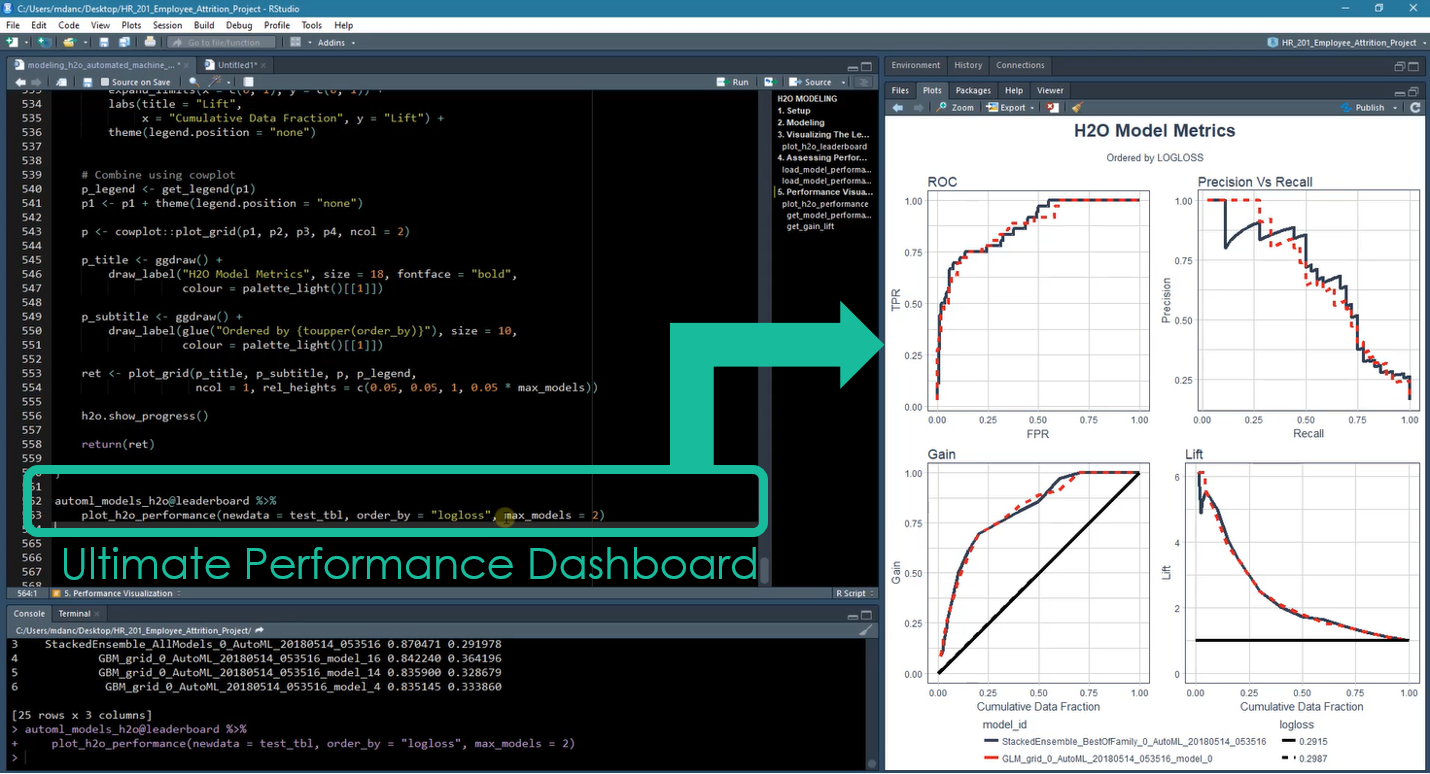 C:/Users/mdanc/Desktop/HR_201_Employee_Attrition_Project - RStudio
File Edit Code View Plots Session Build Debug Profile Tools Help
Go to file/function Addins
HR_201_Employee_Attrition_Project
modeling_h2o_automated_machine_...* Untitled1*
Source on Save Run Source
534 labs(title = "Lift",
535 x = "Cumulative Data Fraction", y = "Lift") +
536 theme(legend.position = "none")
537
538
539 # Combine using cowplot
540 p_legend <- get_legend(p1)
541 p1 <- p1 + theme(legend.position = "none")
542
543 p <- cowplot::plot_grid(p1, p2, p3, p4, ncol = 2)
544
545 p_title <- ggdraw() +
546 draw_label("H2O Model Metrics", size = 18, fontface = "bold",
547 colour = palette_light()[[1]])
548
549 p_subtitle <- ggdraw() +
550 draw_label(glue("Ordered by {toupper(order_by)}"), size = 10,
551 colour = palette_light()[[1]])
552
553 ret <- plot_grid(p_title, p_subtitle, p, p_legend,
554 ncol = 1, rel_heights = c(0.05, 0.05, 1, 0.05 * max_models))
555
556 h2o.show_progress()
557
558 return(ret)
559
automl_models_h2o@leaderboard %>%
plot_h2o_performance(newdata = test_tbl, order_by = "logloss", max_models = 2)
565
566
567
568
Ultimate Performance Dashboard
564:1 5. Performance Visualization R Script
H2O MODELING
1. Setup
2. Modeling
3. Visualizing The Le...
plot_h2o_leaderboard
4. Assessing Perfor...
load_model_performa...
load_model_performa...
5. Performance Visua...
plot_h2o_performance
get_model_performa...
get_gain_lift
Console Terminal
C:/Users/mdanc/Desktop/HR_201_Employee_Attrition_Project/
3 StackedEnsemble_AllModels_0_AutoML_20180514_053516 0.870471 0.291978
4 GBM_grid_0_AutoML_20180514_053516_model_16 0.842240 0.364196
5 GBM_grid_0_AutoML_20180514_053516_model_14 0.835900 0.328679
6 GBM_grid_0_AutoML_20180514_053516_model_4 0.835145 0.333860
[25 rows x 3 columns]
> automl_models_h2o@leaderboard %>%
+ plot_h2o_performance(newdata = test_tbl, order_by = "logloss", max_models = 2)
>
Environment History Connections
Files Plots Packages Help Viewer
Zoom Export Publish
H2O Model Metrics
Ordered by LOGLOSS
ROC
1.00
0.75
0.50
0.25
0.00
TPR
0.00 0.25 0.50 0.75 1.00
FPR
Precision Vs Recall
1.00
0.75
0.50
0.25
Precision
0.00 0.25 0.50 0.75 1.00
Recall
Gain
1.00
0.75
0.50
0.25
0.00
Gain
0.00 0.25 0.50 0.75 1.00
Cumulative Data Fraction
Lift
6
4
2
0
Lift
0.00 0.25 0.50 0.75 1.00
Cumulative Data Fraction
model_id logloss
StackedEnsemble_BestOfFamily_0_AutoML_20180514_053516 0.2915
GLM_grid_0_AutoML_20180514_053516_model_0 0.2987